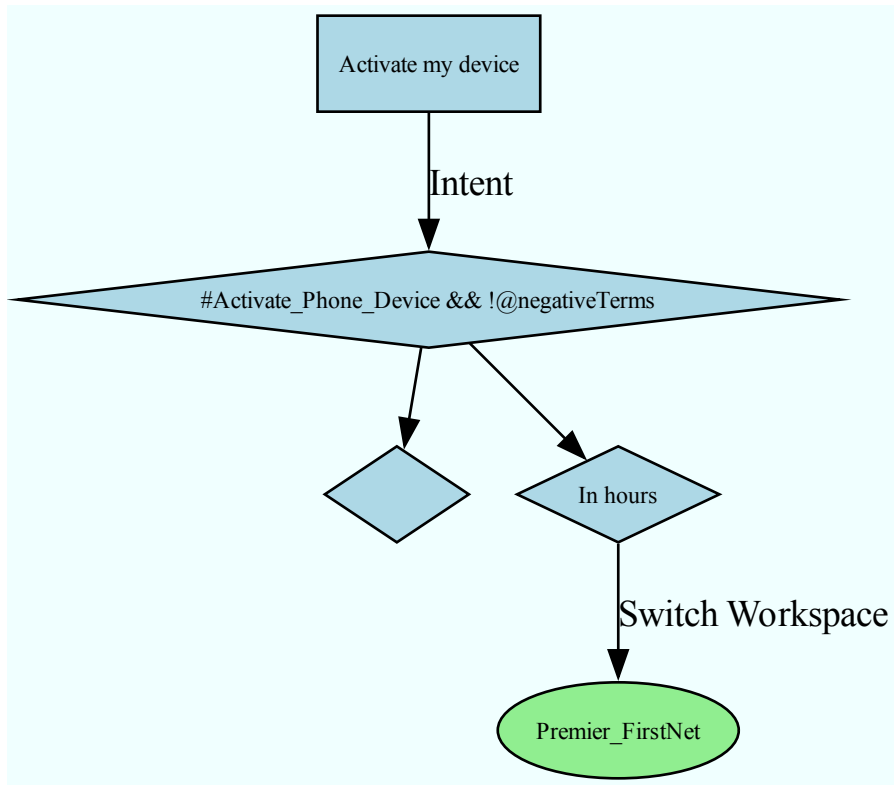 Activate my device
Intent
#Activate_Phone_Device && !@negativeTerms
In hours
Switch Workspace
Premier_FirstNet